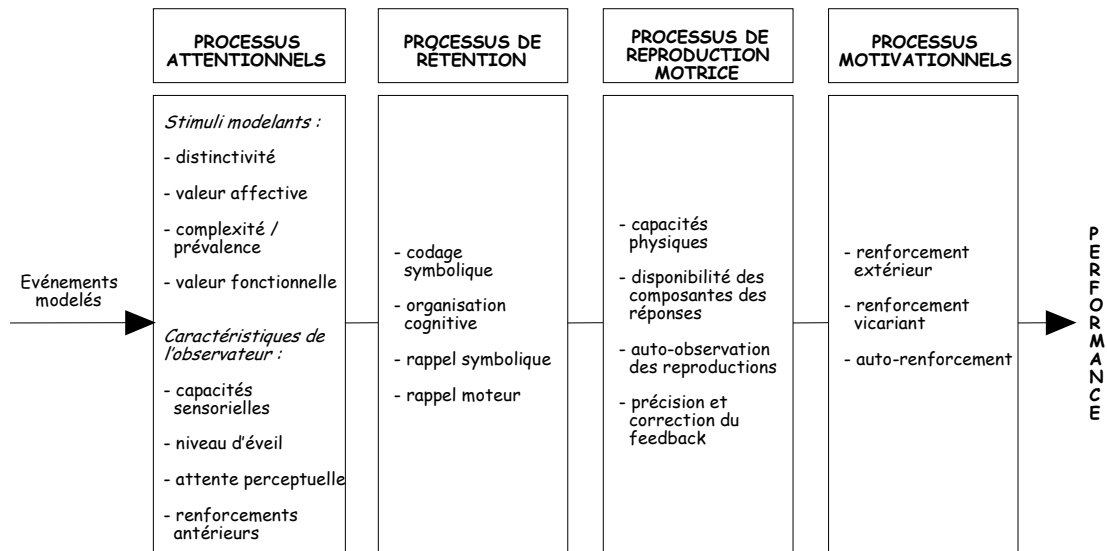 PROCESSUS
ATTENTIONNELS
PROCESSUS DE
RÉTENTION
PROCESSUS DE
REPRODUCTION
MOTRICE
PROCESSUS
MOTIVATIONNELS
Evénements
modelés
Stimuli modelants :
- distinctivité
- valeur affective
- complexité /
prévalence
- valeur fonctionnelle
Caractéristiques de
l'observateur :
- capacités
sensorielles
- niveau d'éveil
- attente perceptuelle
- renforcements
antérieurs
- codage
symbolique
- organisation
cognitive
- rappel symbolique
- rappel moteur
- capacités
physiques
- disponibilité des
composantes des
réponses
- auto-observation
des reproductions
- précision et
correction du
feedback
- renforcement
extérieur
- renforcement
vicariant
- auto-renforcement
PERFORMANCE